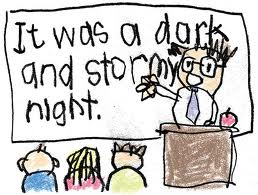 It was a dark
and stormy
night.